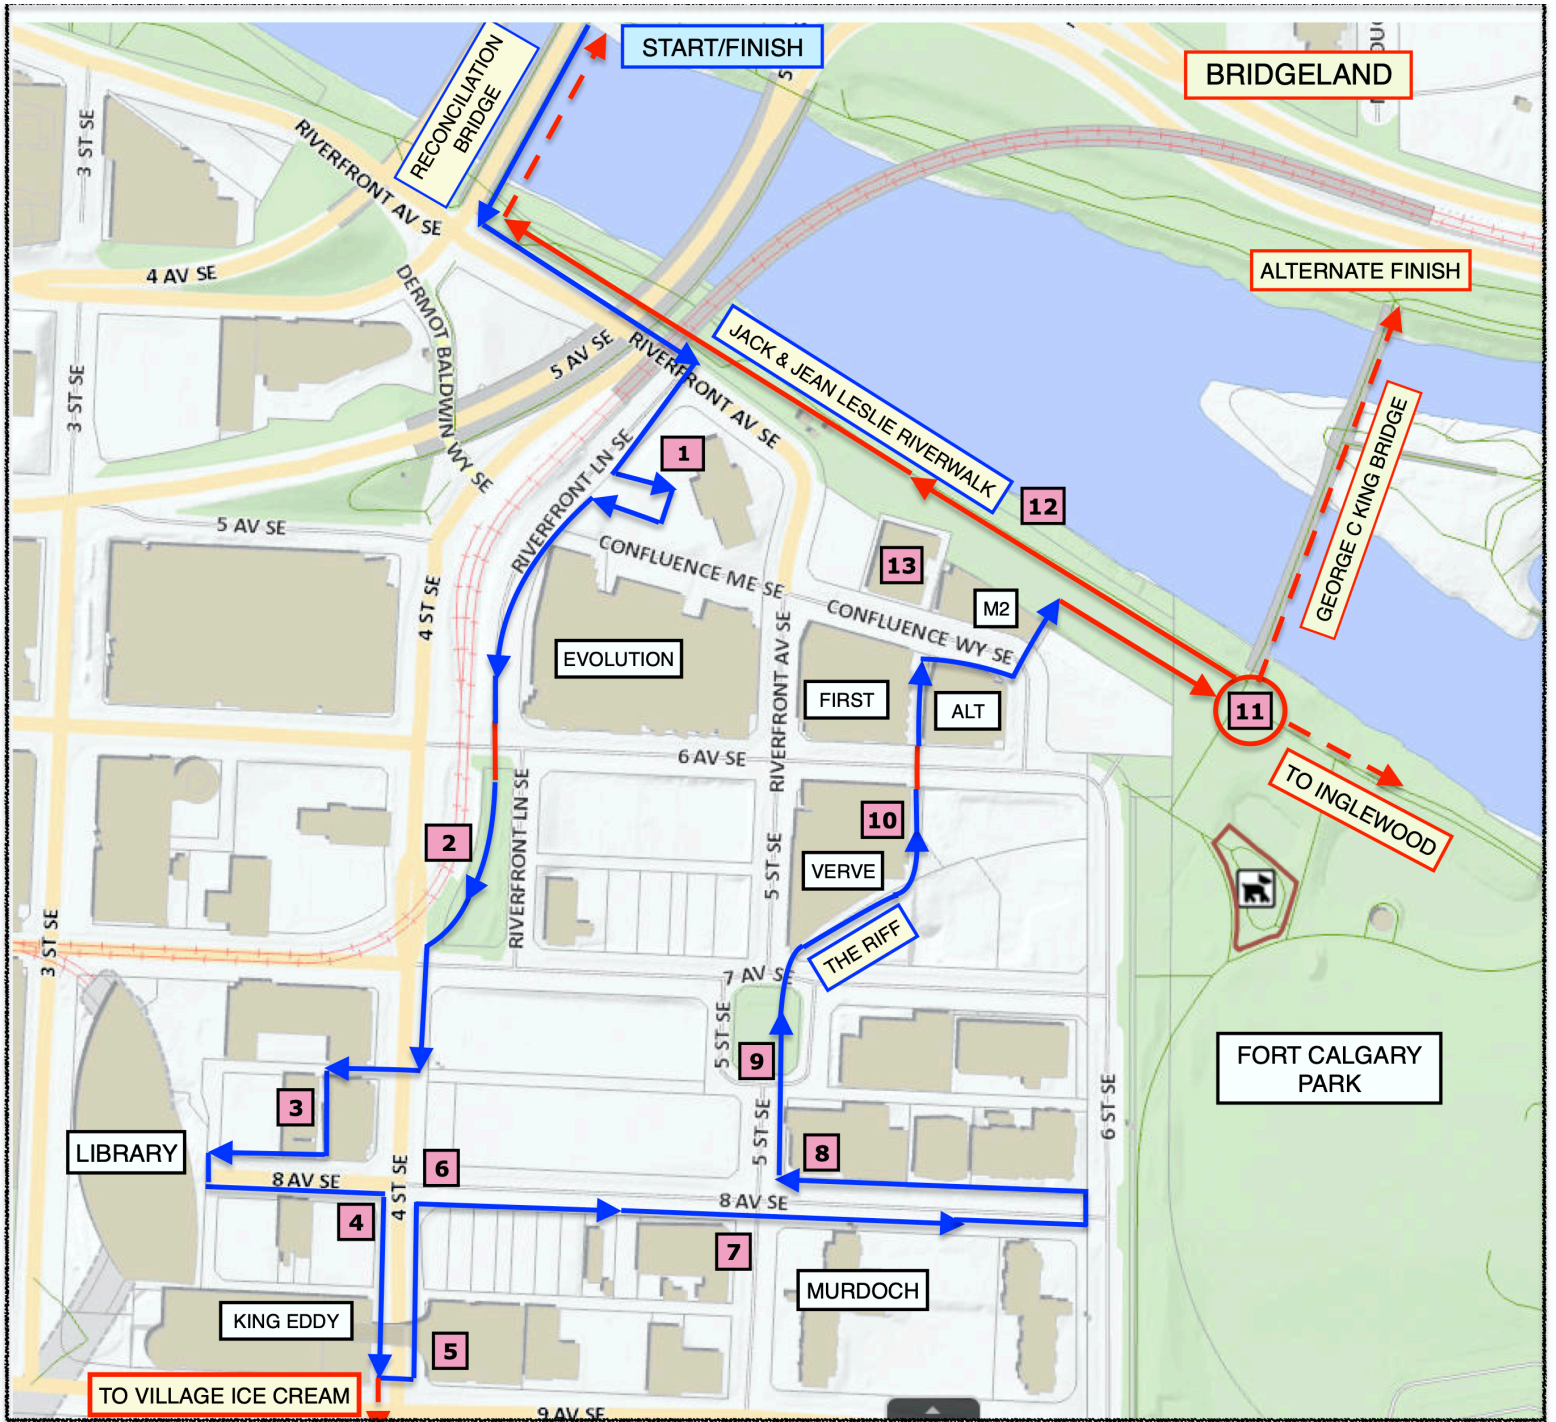 START/FINISH
BRIDGELAND
RECONCILIATION
BRIDGE
3 ST SE
RIVERFRONT AV SE
4 AV SE
ALTERNATE FINISH
DERMOT BALDWIN WY SE
JACK & JEAN LESLIE RIVERWALK
5 AV SE
RIVERFRONT AV SE
3 ST SE
GEORGE C KING BRIDGE
1
RIVERFRONT LN SE
12
5 AV SE
CONFLUENCE ME SE
13
4 ST SE
M2
CONFLUENCE WY SE
EVOLUTION
RIVERFRONT AV SE
FIRST
ALT
11
6 AV SE
TO INGLEWOOD
10
2
RIVERFRONT LN SE
5 ST SE
VERVE
3 ST SE
THE RIFF
7 AV SE
5 ST SE
9
FORT CALGARY
PARK
3
6 ST SE
5 ST SE
LIBRARY
8
6
8 AV SE
4 ST SE
8 AV SE
4
7
MURDOCH
KING EDDY
5
TO VILLAGE ICE CREAM
9 AV SE